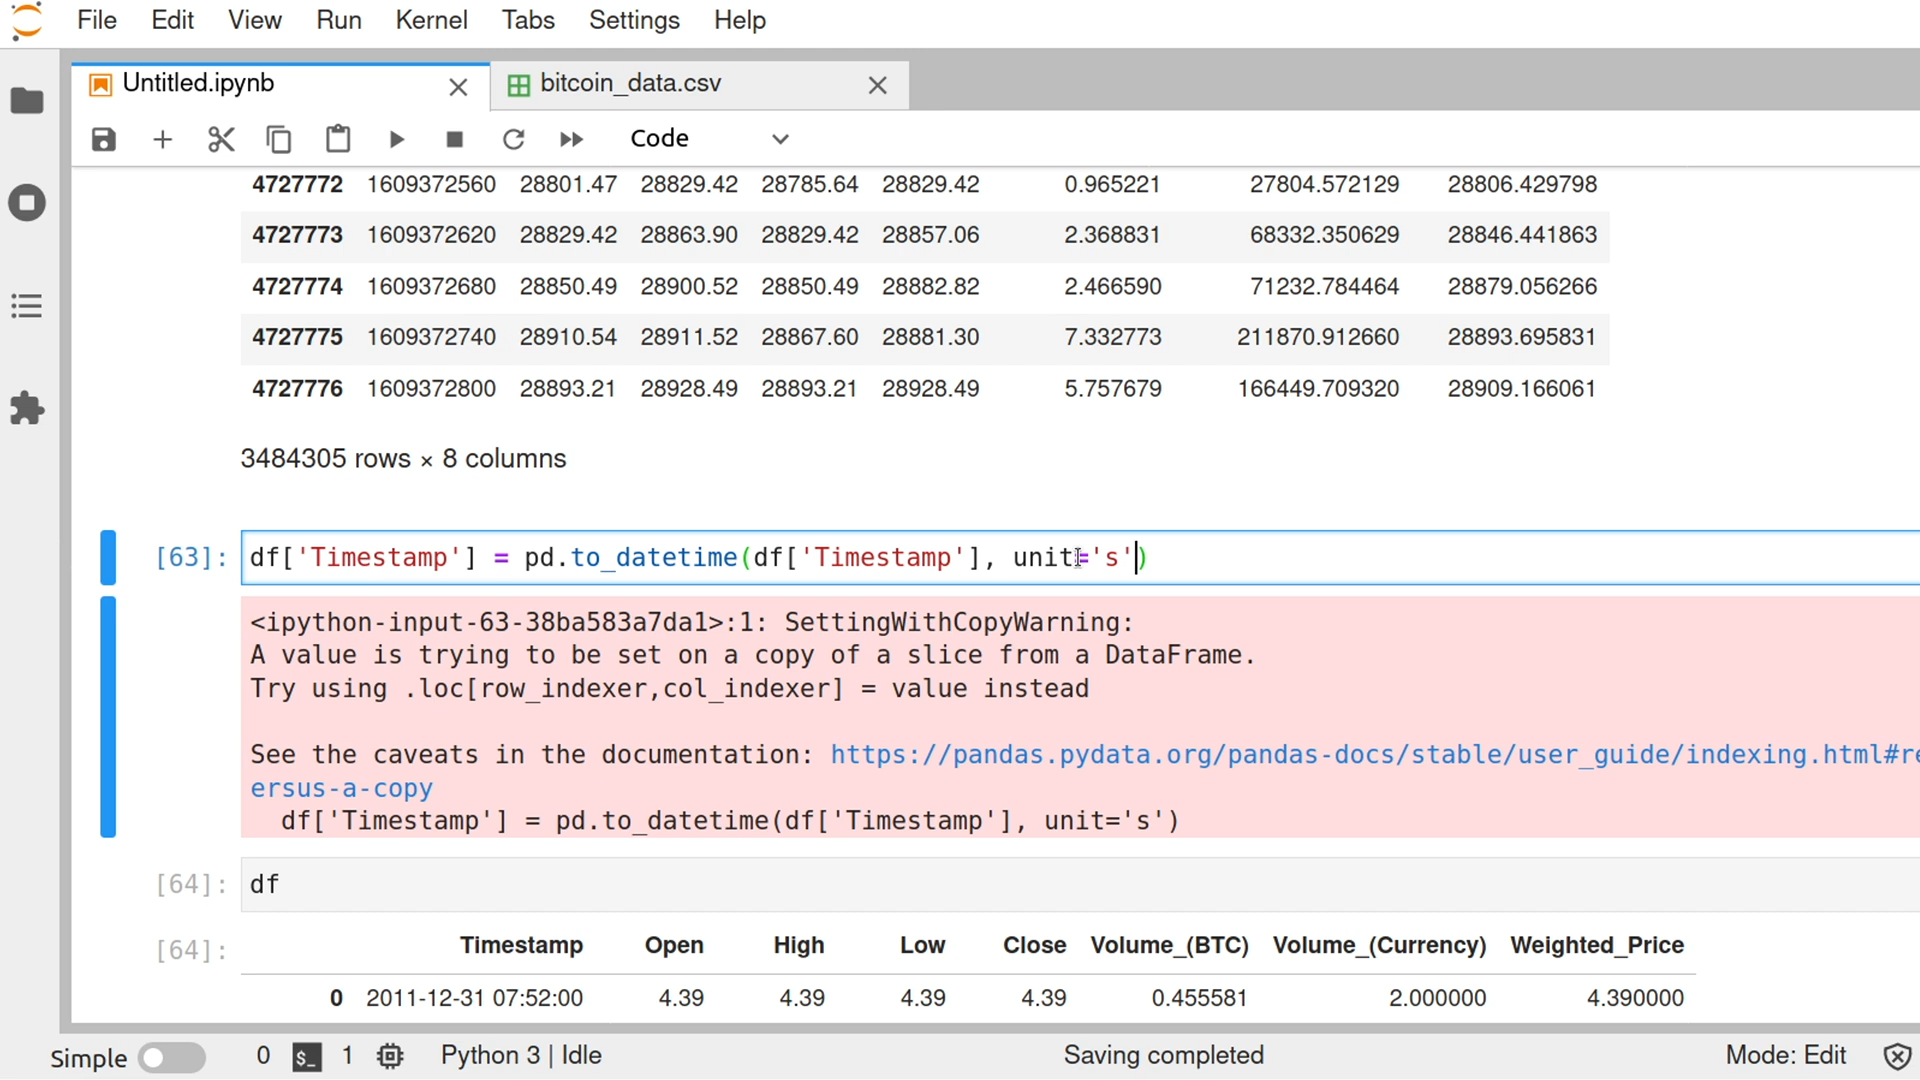 File Edit View Run Kernel Tabs Settings Help
Untitled.ipynb bitcoin_data.csv
Code
4727772 1609372560 28801.47 28829.42 28785.64 28829.42 0.965221 27804.572129 28806.429798
4727773 1609372620 28829.42 28863.90 28829.42 28857.06 2.368831 68332.350629 28846.441863
4727774 1609372680 28850.49 28900.52 28850.49 28882.82 2.466590 71232.784464 28879.056266
4727775 1609372740 28910.54 28911.52 28867.60 28881.30 7.332773 211870.912660 28893.695831
4727776 1609372800 28893.21 28928.49 28893.21 28928.49 5.757679 166449.709320 28909.166061
3484305 rows × 8 columns
[63]: df['Timestamp'] = pd.to_datetime(df['Timestamp'], unit='s')
<ipython-input-63-38ba583a7da1>:1: SettingWithCopyWarning:
A value is trying to be set on a copy of a slice from a DataFrame.
Try using .loc[row_indexer,col_indexer] = value instead
See the caveats in the documentation: https://pandas.pydata.org/pandas-docs/stable/user_guide/indexing.html#re
ersus-a-copy
df['Timestamp'] = pd.to_datetime(df['Timestamp'], unit='s')
[64]: df
[64]: Timestamp Open High Low Close Volume_(BTC) Volume_(Currency) Weighted_Price
0 2011-12-31 07:52:00 4.39 4.39 4.39 4.39 0.455581 2.000000 4.390000
Simple 0 $_ 1 Python 3 | Idle Saving completed Mode: Edit